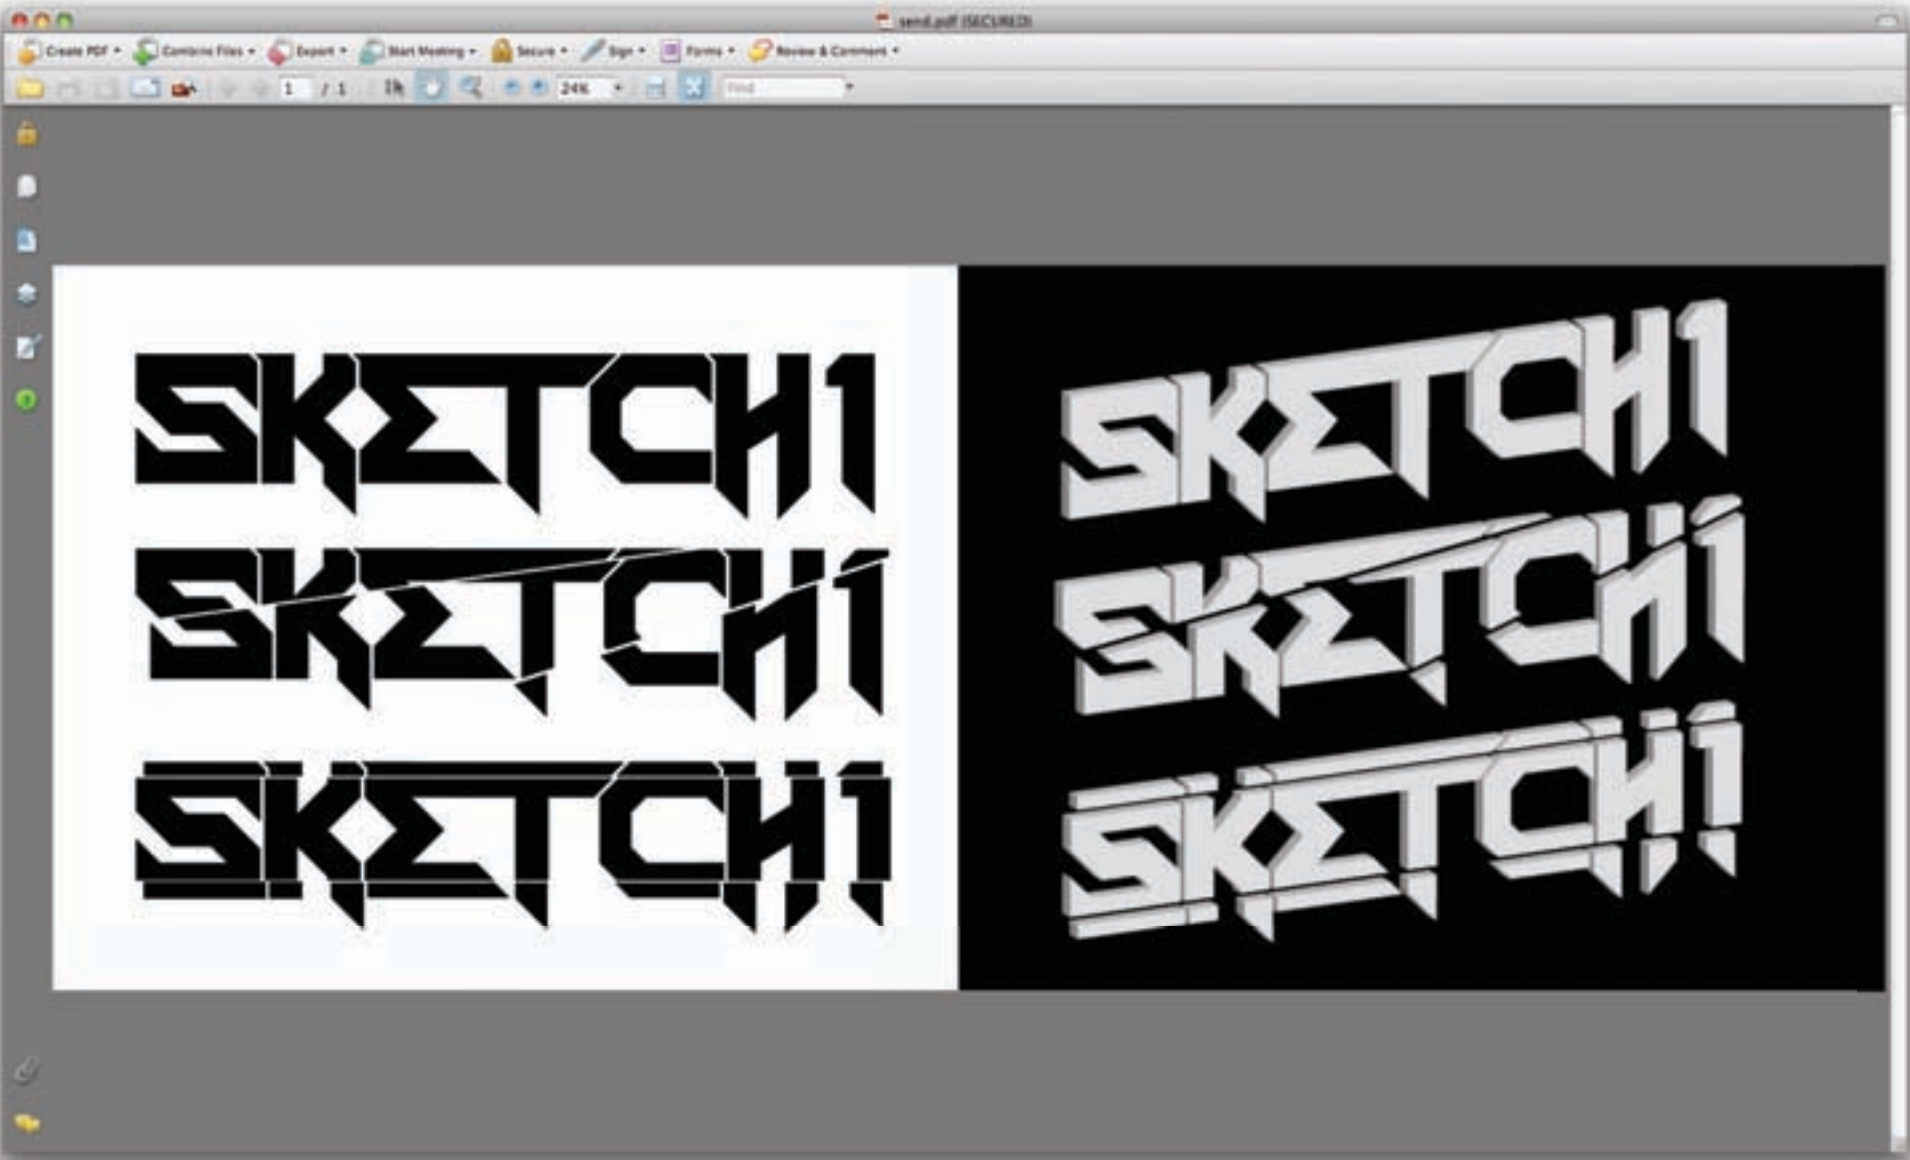 send.pdf (SECURED)
Create PDF Combine Files Export Start Meeting Secure Sign Forms Review & Comment
1 / 1 24% Find
SKETCH1
SKETCH1
SKETCH1
SKETCH1
SKETCH1
SKETCH1